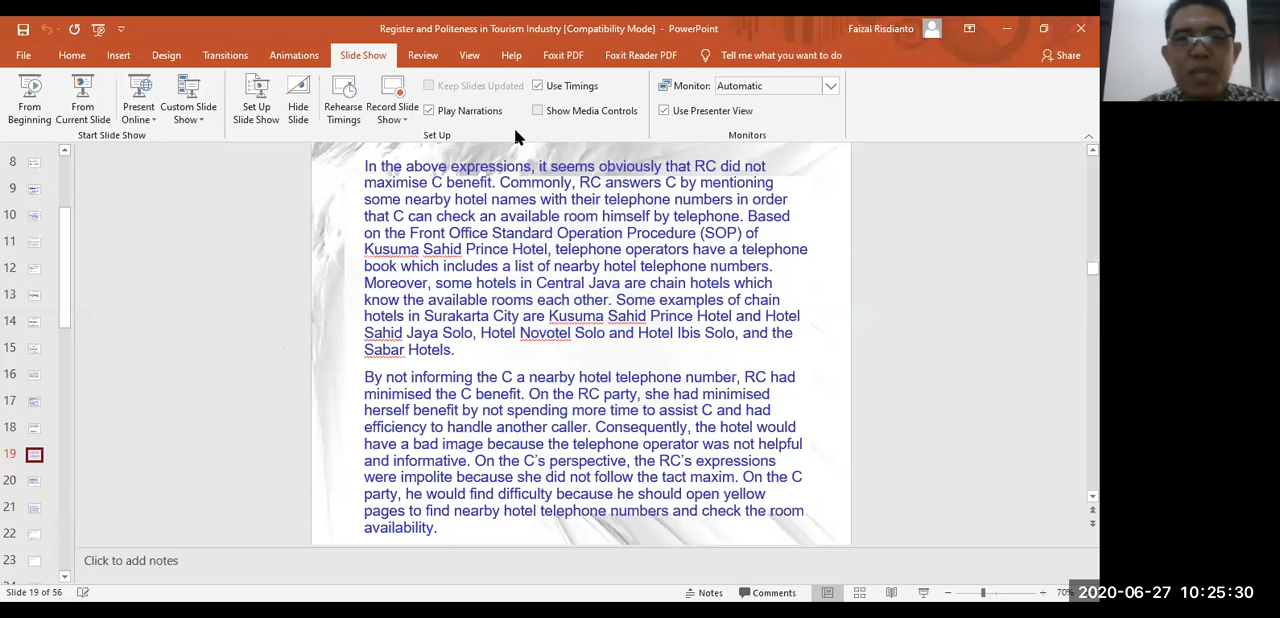 Register and Politeness in Tourism Industry [Compatibility Mode] - PowerPoint
Faizal Risdianto
File Home Insert Design Transitions Animations Slide Show Review View Help Foxit PDF Foxit Reader PDF Tell me what you want to do Share
From Beginning
From Current Slide
Present Online
Custom Slide Show
Start Slide Show
Set Up Slide Show
Hide Slide
Rehearse Timings
Record Slide Show
Keep Slides Updated
Play Narrations
Use Timings
Show Media Controls
Set Up
Monitor: Automatic
Use Presenter View
Monitors
8
9
10
11
12
13
14
15
16
17
18
19
20
21
22
23
In the above expressions, it seems obviously that RC did not
maximise C benefit. Commonly, RC answers C by mentioning
some nearby hotel names with their telephone numbers in order
that C can check an available room himself by telephone. Based
on the Front Office Standard Operation Procedure (SOP) of
Kusuma Sahid Prince Hotel, telephone operators have a telephone
book which includes a list of nearby hotel telephone numbers.
Moreover, some hotels in Central Java are chain hotels which
know the available rooms each other. Some examples of chain
hotels in Surakarta City are Kusuma Sahid Prince Hotel and Hotel
Sahid Jaya Solo, Hotel Novotel Solo and Hotel Ibis Solo, and the
Sabar Hotels.
By not informing the C a nearby hotel telephone number, RC had
minimised the C benefit. On the RC party, she had minimised
herself benefit by not spending more time to assist C and had
efficiency to handle another caller. Consequently, the hotel would
have a bad image because the telephone operator was not helpful
and informative. On the C's perspective, the RC's expressions
were impolite because she did not follow the tact maxim. On the C
party, he would find difficulty because he should open yellow
pages to find nearby hotel telephone numbers and check the room
availability.
Click to add notes
Slide 19 of 56
Notes
Comments
70%
2020-06-27 10:25:30